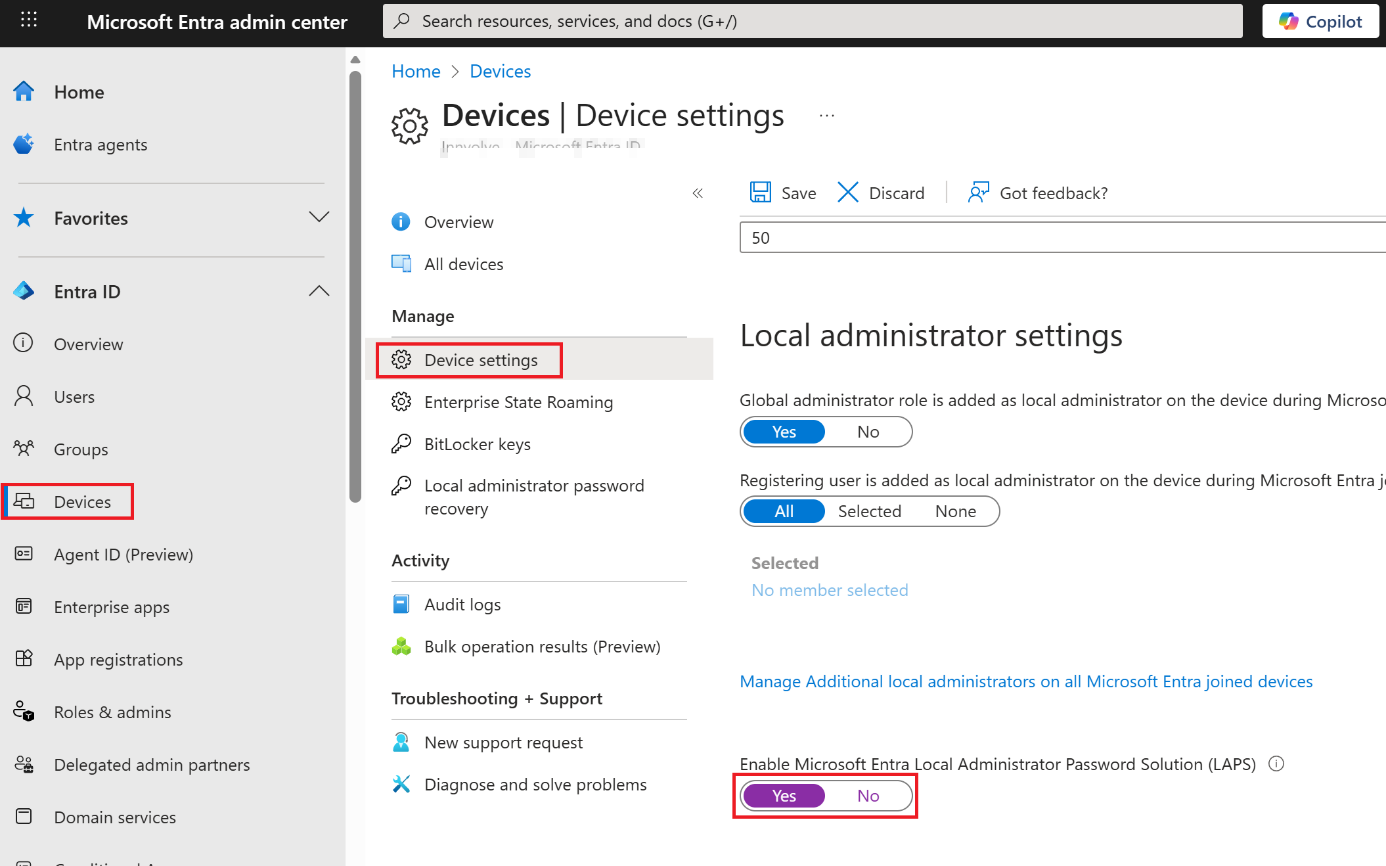 Microsoft Entra admin center
Search resources, services, and docs (G+/)
Copilot
Home
Entra agents
Favorites
Entra ID
Overview
Users
Groups
Devices
Agent ID (Preview)
Enterprise apps
App registrations
Roles & admins
Delegated admin partners
Domain services
Home > Devices
Devices | Device settings
...
Microsoft Entra ID
Overview
All devices
Manage
Device settings
Enterprise State Roaming
BitLocker keys
Local administrator password
recovery
Activity
Audit logs
Bulk operation results (Preview)
Troubleshooting + Support
New support request
Diagnose and solve problems
Save
Discard
Got feedback?
50
Local administrator settings
Global administrator role is added as local administrator on the device during Microso
Yes No
Registering user is added as local administrator on the device during Microsoft Entra j
All Selected None
Selected
No member selected
Manage Additional local administrators on all Microsoft Entra joined devices
Enable Microsoft Entra Local Administrator Password Solution (LAPS)
Yes No